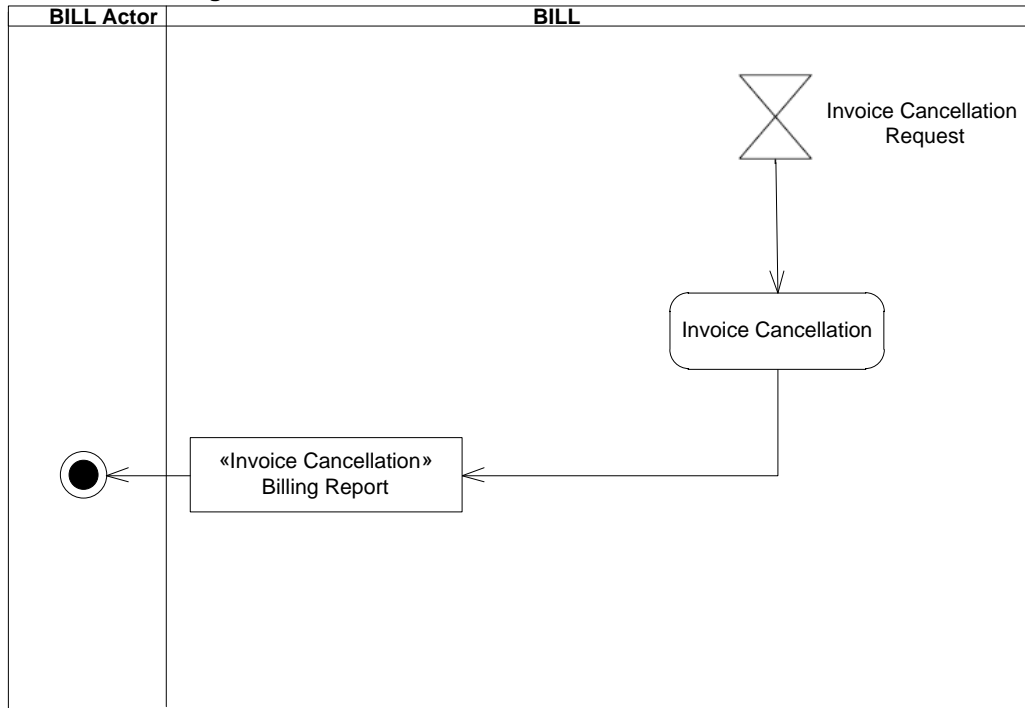 BILL Actor
BILL
Invoice Cancellation
Request
Invoice Cancellation
«Invoice Cancellation»
Billing Report